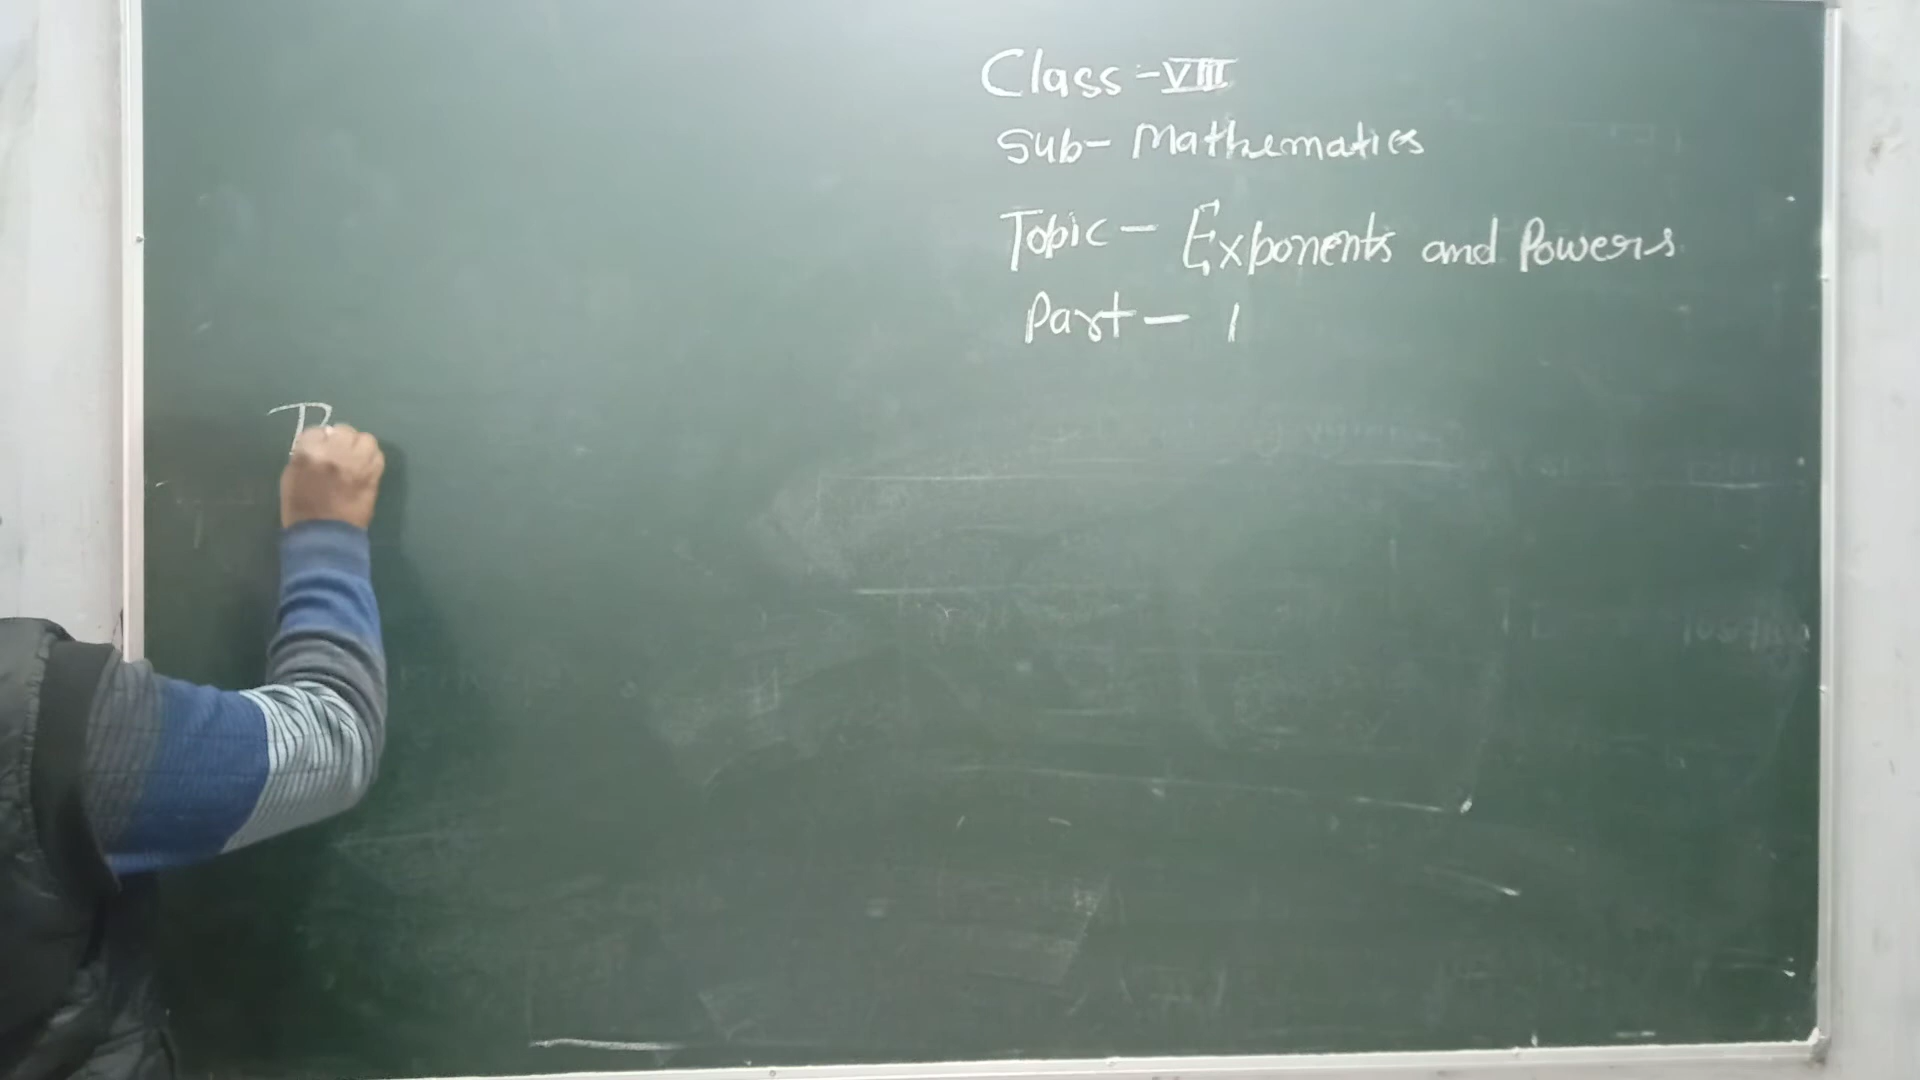 Class - VIII
Sub- Mathematics
Topic - Exponents and Powers
Part - 1